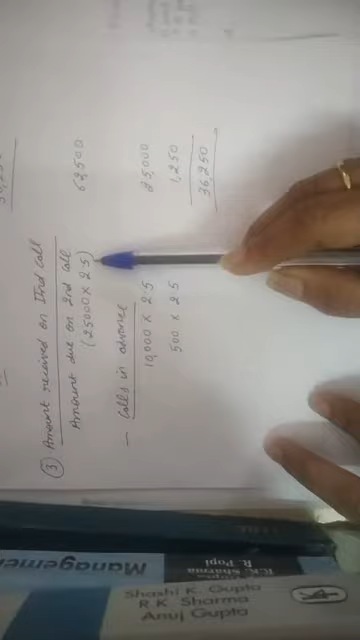 ③ Amount received on IInd Call
Amount due on 2nd Call 62,500
(25000 x 2.5)
- Calls in advance
10,000 x 2.5 25,000
500 x 2.5 1,250
36,250
Management
R.K. Sharma
R. Popi
Shashi K. Gupta
R.K. Sharma
Anuj Gupta